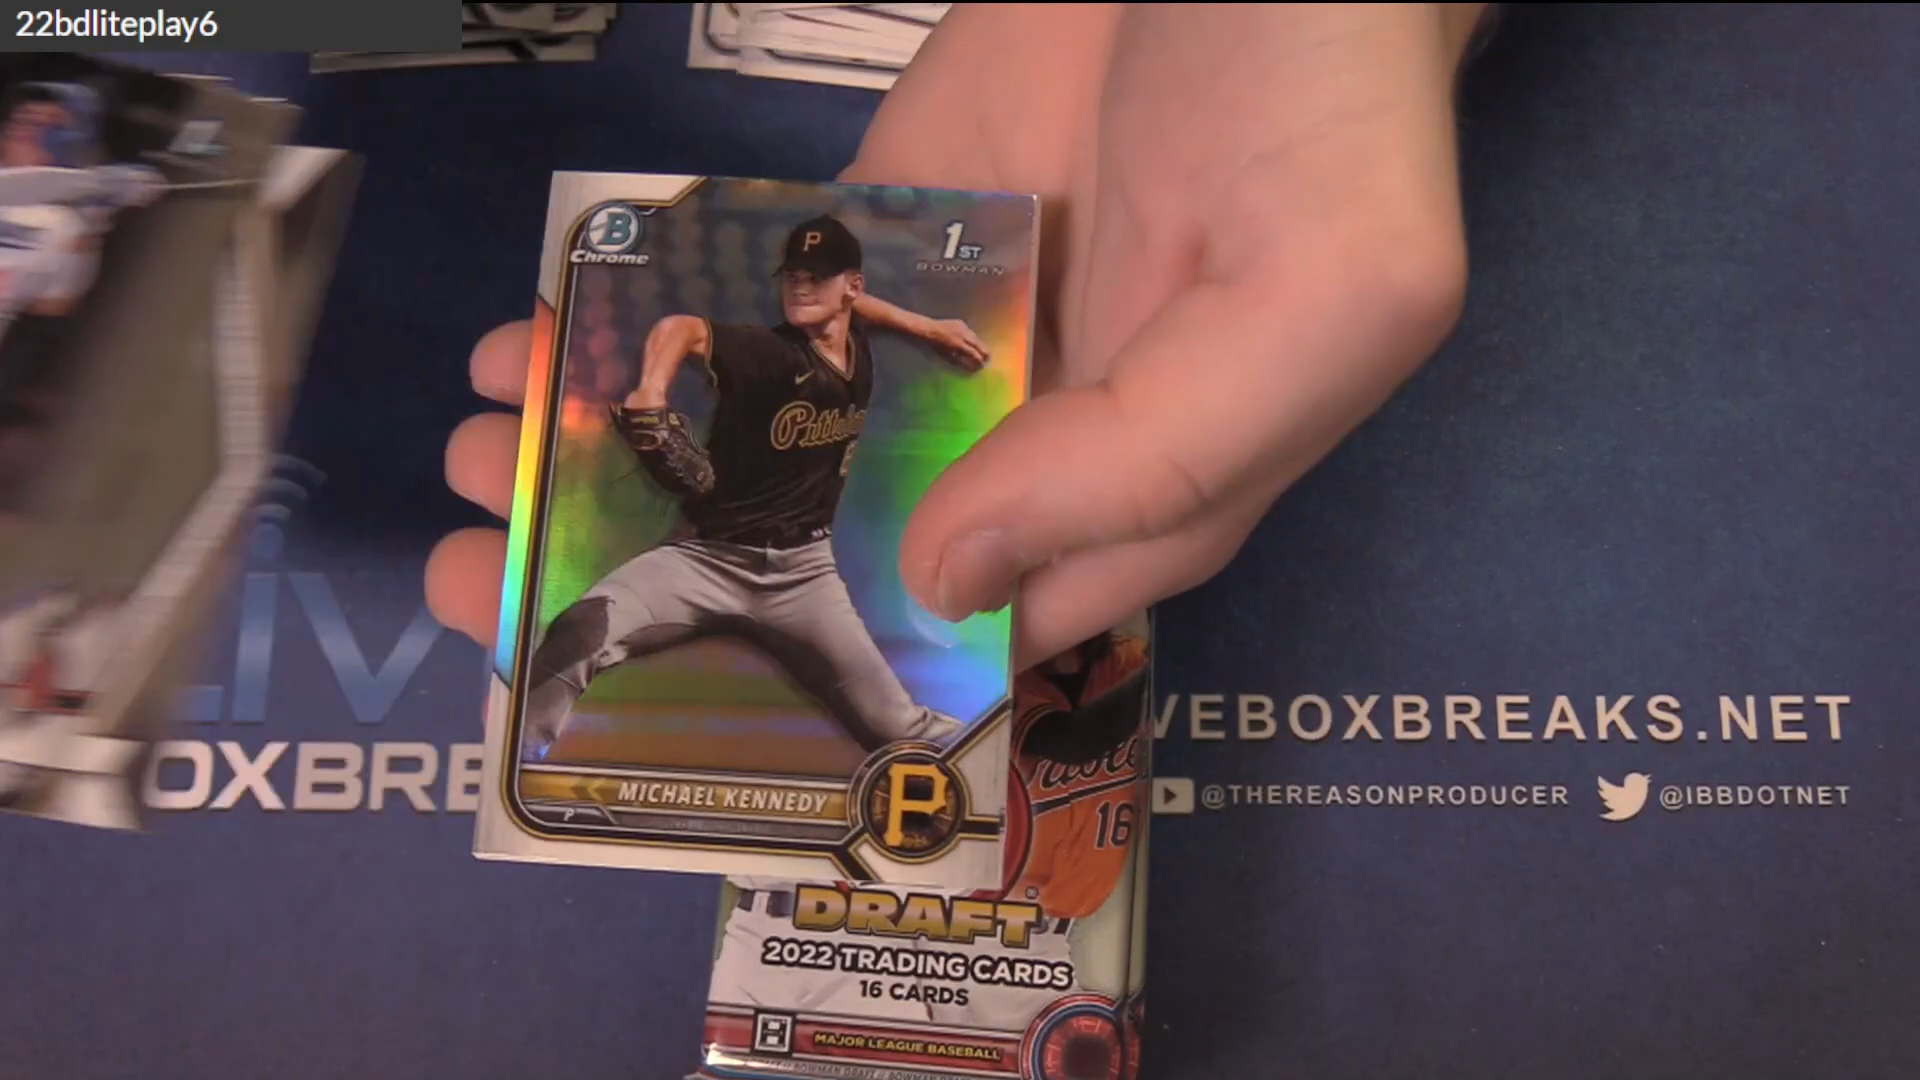 22bdliteplay6
B
Chrome
1ST
BOWMAN
P
Pittsb
MICHAEL KENNEDY
P
P
LIV
OXBRE
VEBOXBREAKS.NET
@THEREASONPRODUCER
@IBBDOTNET
16
DRAFT
2022 TRADING CARDS
16 CARDS
MAJOR LEAGUE BASEBALL